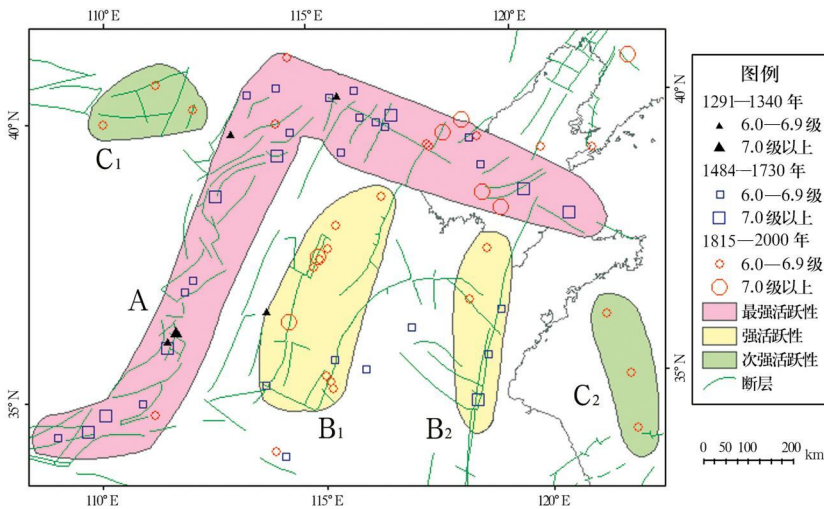 110°E 115°E 120°E
40°N
35°N
40°N
35°N
C1
A
B1
B2
C2
110°E 115°E 120°E
图例
1291—1340 年
6.0—6.9级
7.0级以上
1484—1730 年
6.0—6.9 级
7.0级以上
1815—2000 年
6.0—6.9级
7.0级以上
最强活跃性
强活跃性
次强活跃性
断层
0 50 100 200 km